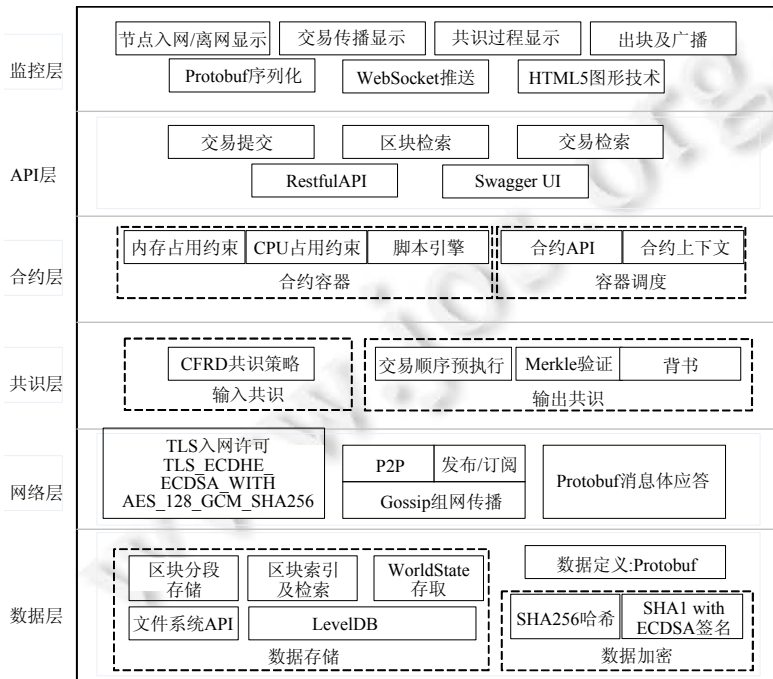 监控层
节点入网/离网显示
交易传播显示
共识过程显示
出块及广播
Protobuf序列化
WebSocket推送
HTML5图形技术
API层
交易提交
区块检索
交易检索
RestfulAPI
Swagger UI
合约层
内存占用约束
CPU占用约束
脚本引擎
合约容器
合约API
合约上下文
容器调度
共识层
CFRD共识策略
输入共识
交易顺序预执行
Merkle验证
背书
输出共识
网络层
TLS入网许可
TLS_ECDHE_
ECDSA_WITH
AES_128_GCM_SHA256
P2P
发布/订阅
Gossip组网传播
Protobuf消息体应答
数据层
区块分段
存储
区块索引
及检索
WorldState
存取
文件系统API
LevelDB
数据存储
数据定义:Protobuf
SHA256哈希
SHA1 with
ECDSA签名
数据加密
www.jos.org